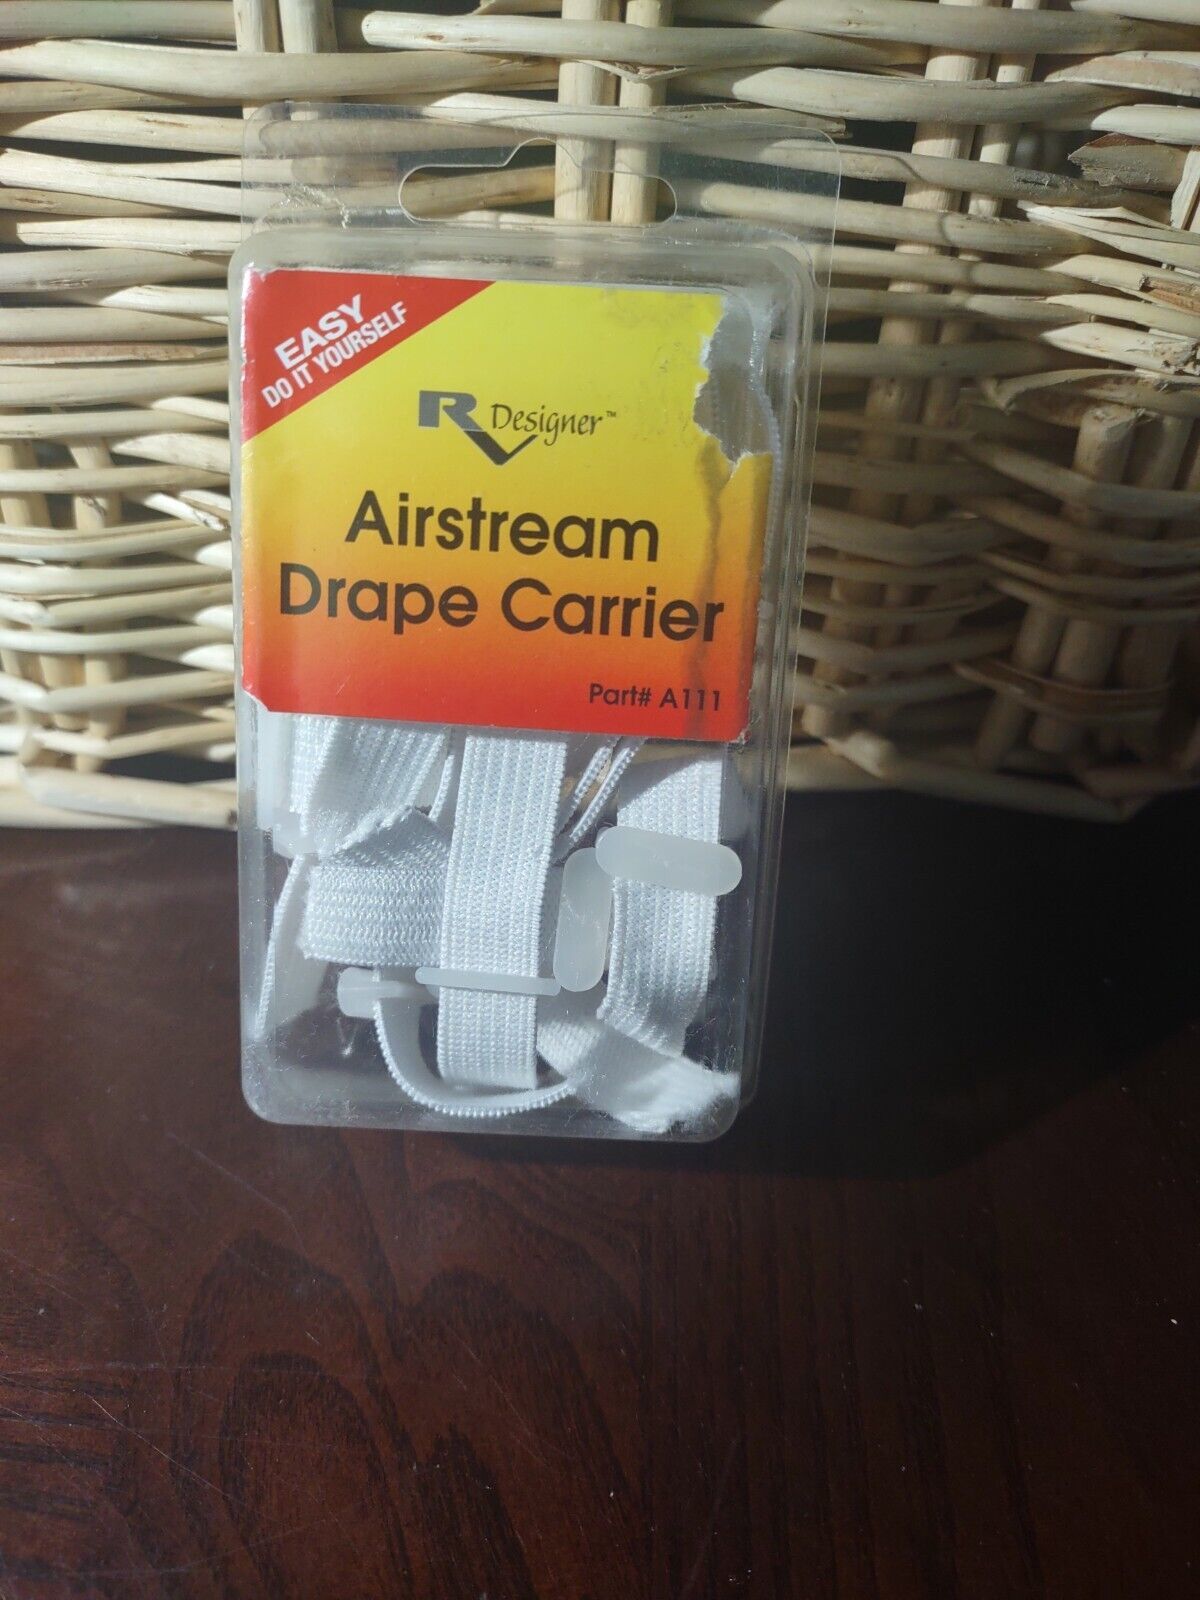 EASY
DO IT YOURSELF
RV Designer™
Airstream
Drape Carrier
Part# A111